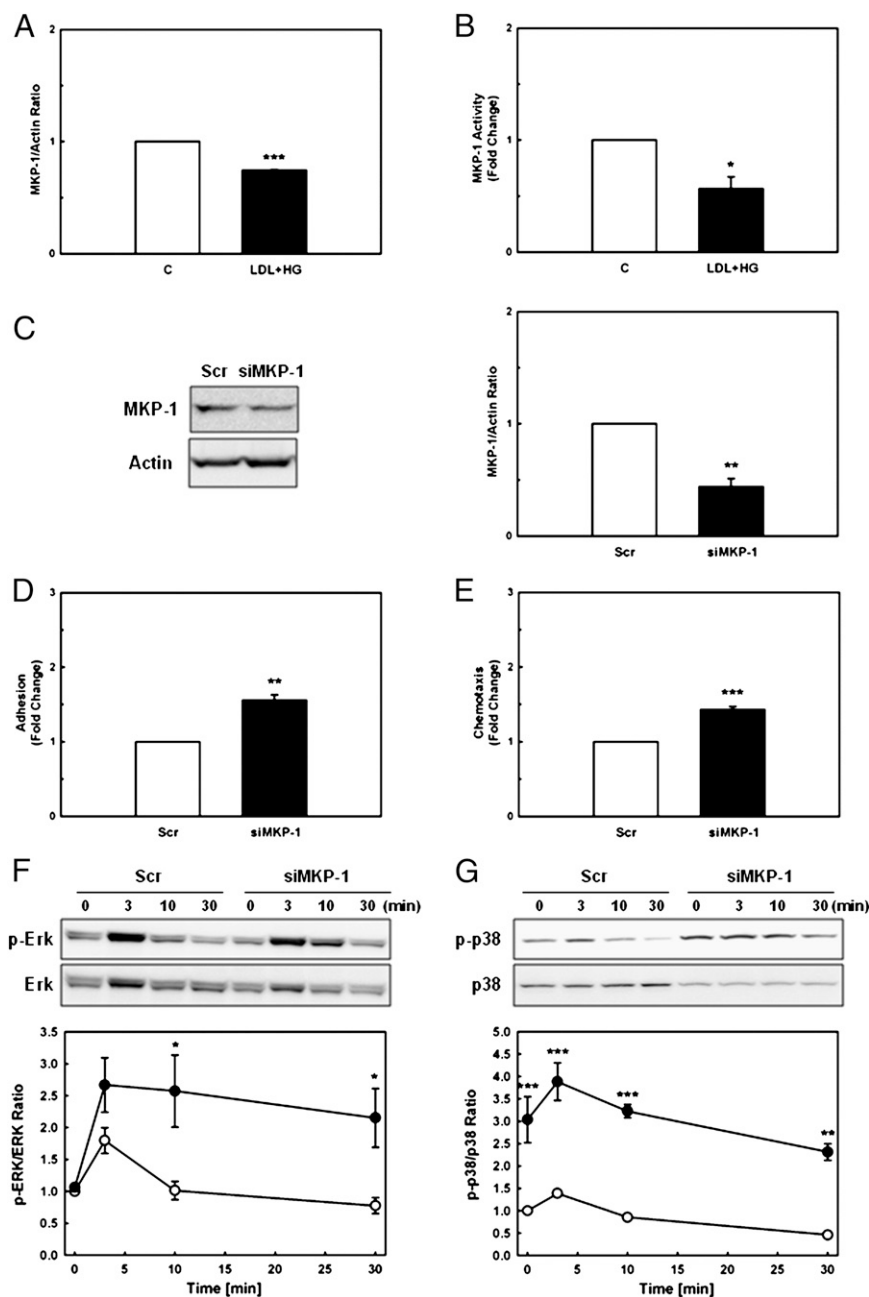 A
MKP-1/Actin Ratio
2
1
0
***
C LDL+HG
B
MKP-1 Activity
(Fold Change)
2
1
0
*
C LDL+HG
C
Scr siMKP-1
MKP-1
Actin
MKP-1/Actin Ratio
2
1
0
**
Scr siMKP-1
D
Adhesion
(Fold Change)
3
2
1
0
**
Scr siMKP-1
E
Chemotaxis
(Fold Change)
3
2
1
0
***
Scr siMKP-1
F
Scr siMKP-1
0 3 10 30 0 3 10 30 (min)
p-Erk
Erk
p-ERK/ERK Ratio
3.5
3.0
2.5
2.0
1.5
1.0
0.5
0.0
* *
0 5 10 15 20 25 30
Time [min]
G
Scr siMKP-1
0 3 10 30 0 3 10 30 (min)
p-p38
p38
p-p38/p38 Ratio
5.0
4.5
4.0
3.5
3.0
2.5
2.0
1.5
1.0
0.5
0.0
*** *** *** **
0 5 10 15 20 25 30
Time [min]